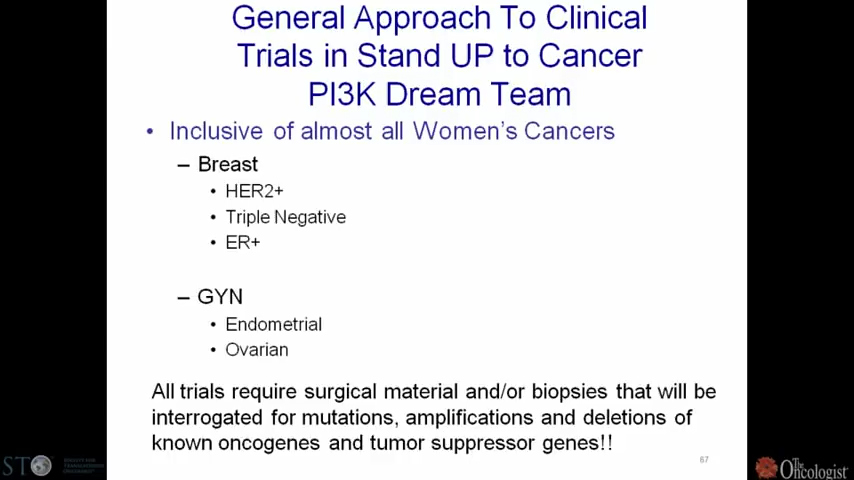 General Approach To Clinical
Trials in Stand UP to Cancer
PI3K Dream Team
• Inclusive of almost all Women's Cancers
– Breast
• HER2+
• Triple Negative
• ER+
– GYN
• Endometrial
• Ovarian
All trials require surgical material and/or biopsies that will be
interrogated for mutations, amplifications and deletions of
known oncogenes and tumor suppressor genes!!
67
The
Oncologist